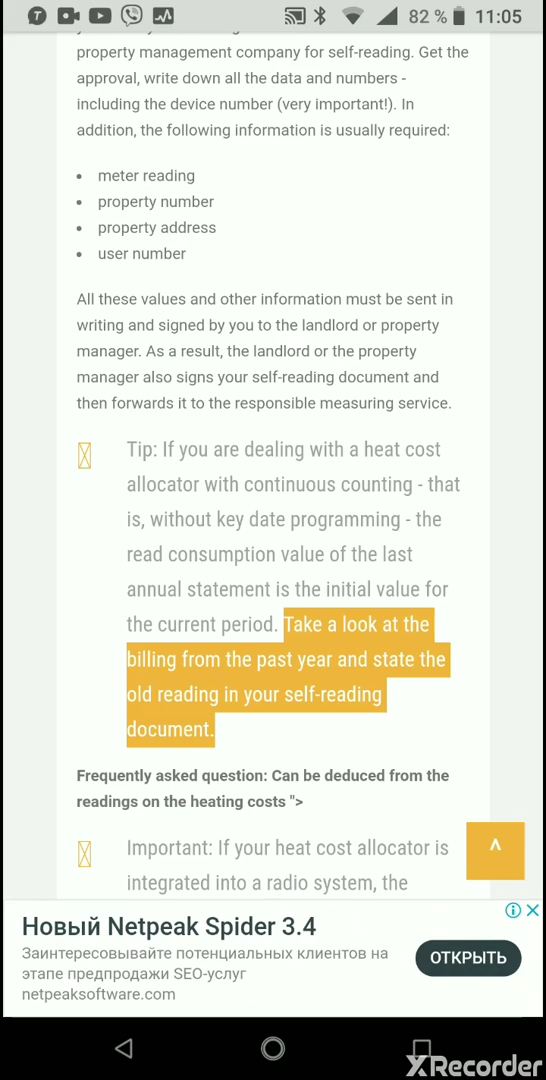 82 % 11:05
property management company for self-reading. Get the
approval, write down all the data and numbers -
including the device number (very important!). In
addition, the following information is usually required:
• meter reading
• property number
• property address
• user number
All these values and other information must be sent in
writing and signed by you to the landlord or property
manager. As a result, the landlord or the property
manager also signs your self-reading document and
then forwards it to the responsible measuring service.
Tip: If you are dealing with a heat cost
allocator with continuous counting - that
is, without key date programming - the
read consumption value of the last
annual statement is the initial value for
the current period. Take a look at the
billing from the past year and state the
old reading in your self-reading
document.
Frequently asked question: Can be deduced from the
readings on the heating costs ">
Important: If your heat cost allocator is
integrated into a radio system, the
Новый Netpeak Spider 3.4
Заинтересовывайте потенциальных клиентов на
этапе предпродажи SEO-услуг
netpeaksoftware.com
ОТКРЫТЬ
XRecorder